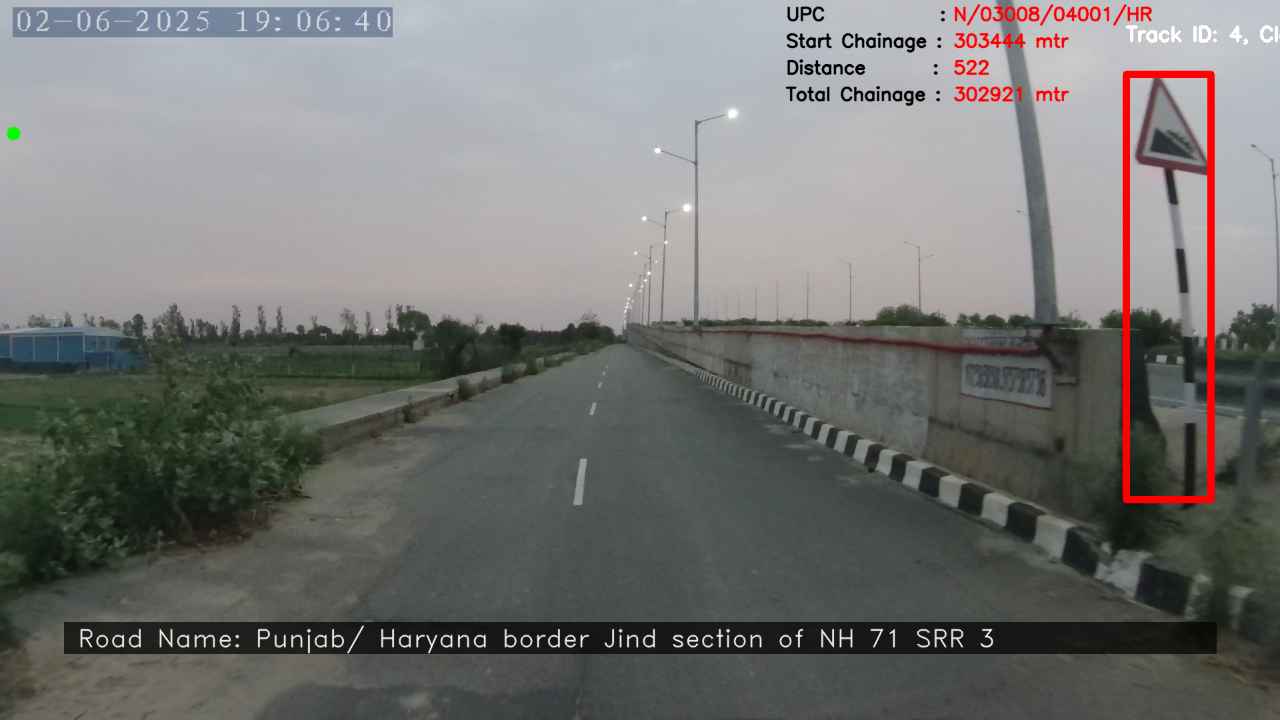 02-06-2025 19:06:40
UPC : N/03008/04001/HR
Start Chainage : 303444 mtr
Distance : 522
Total Chainage : 302921 mtr
Track ID: 4, Cl
Road Name: Punjab/ Haryana border Jind section of NH 71 SRR 3